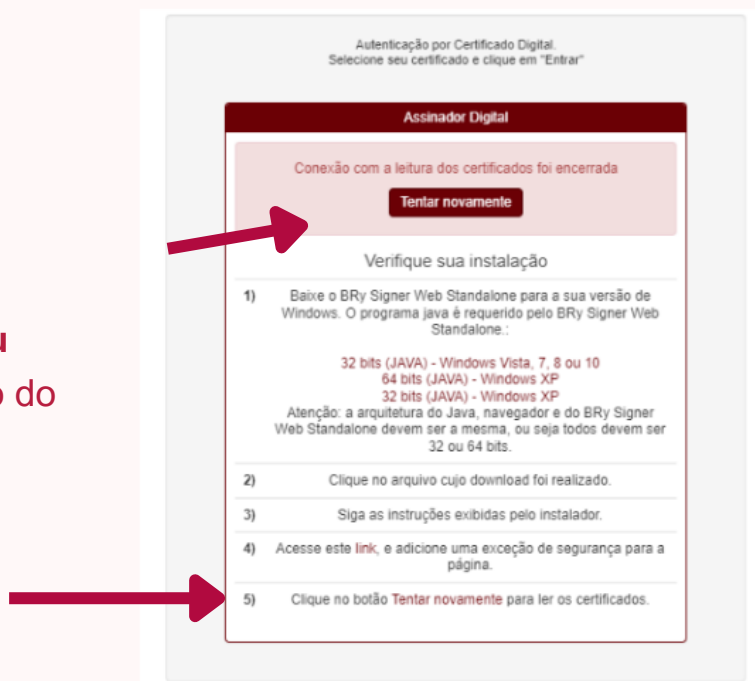 Autenticação por Certificado Digital.
Selecione seu certificado e clique em "Entrar"
Assinador Digital
Conexão com a leitura dos certificados foi encerrada
Tentar novamente
Verifique sua instalação
1) Baixe o BRy Signer Web Standalone para a sua versão de
Windows. O programa java é requerido pelo BRy Signer Web
Standalone.:
32 bits (JAVA) - Windows Vista, 7, 8 ou 10
64 bits (JAVA) - Windows XP
32 bits (JAVA) - Windows XP
Atenção: a arquitetura do Java, navegador e do BRy Signer
Web Standalone devem ser a mesma, ou seja todos devem ser
32 ou 64 bits.
2) Clique no arquivo cujo download foi realizado.
3) Siga as instruções exibidas pelo instalador.
4) Acesse este link, e adicione uma exceção de segurança para a
página.
5) Clique no botão Tentar novamente para ler os certificados.
do